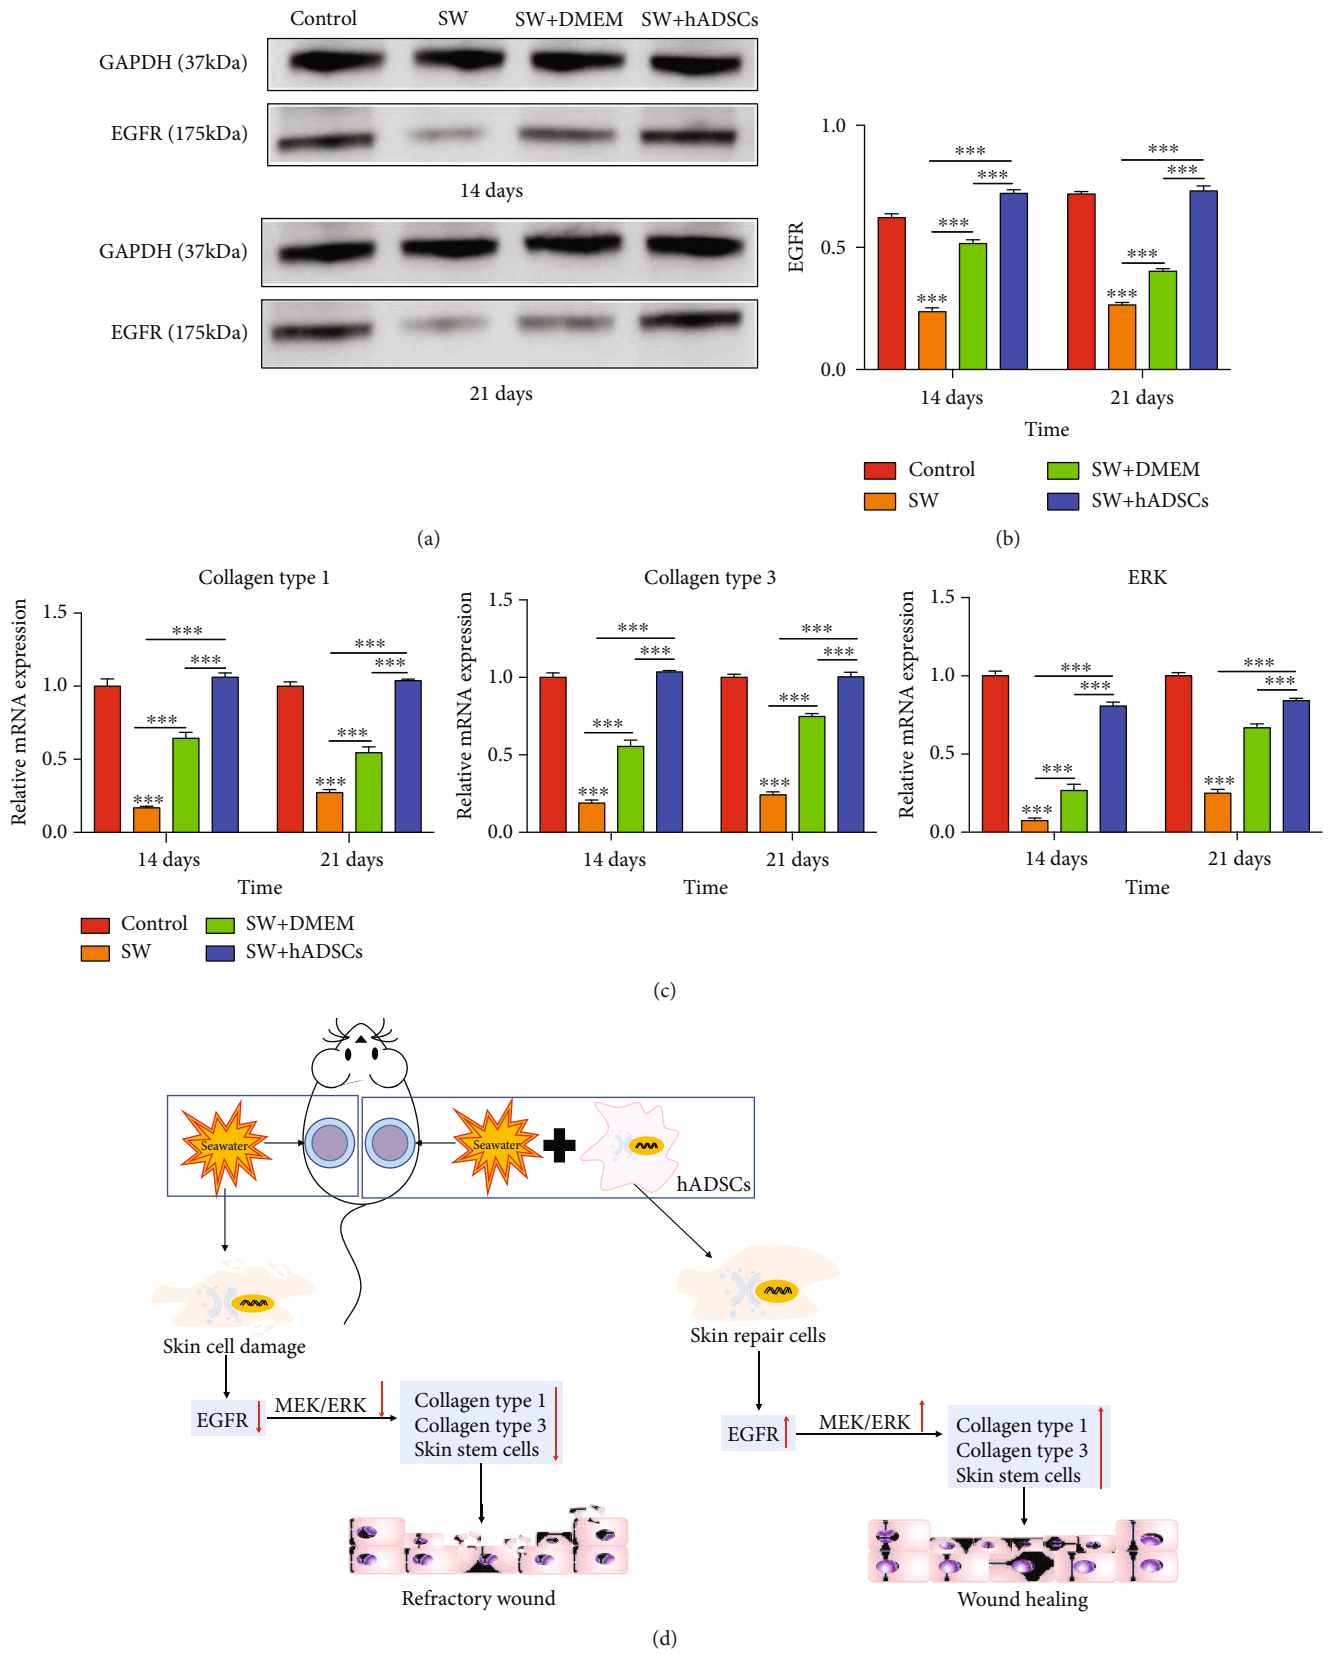 Control SW SW+DMEM SW+hADSCs
GAPDH (37kDa)
EGFR (175kDa)
14 days
GAPDH (37kDa)
EGFR (175kDa)
21 days
(a)
1.0
0.5
0.0
EGFR
*** *** *** *** *** *** *** ***
14 days 21 days
Time
Control SW+DMEM
SW SW+hADSCs
(b)
Collagen type 1
Relative mRNA expression
1.5
1.0
0.5
0.0
*** *** *** *** *** *** *** ***
14 days 21 days
Time
Collagen type 3
Relative mRNA expression
1.5
1.0
0.5
0.0
*** *** *** *** *** *** *** ***
14 days 21 days
Time
ERK
Relative mRNA expression
1.5
1.0
0.5
0.0
*** *** *** *** *** *** ***
14 days 21 days
Time
Control SW+DMEM
SW SW+hADSCs
(c)
Seawater
Seawater
hADSCs
Skin cell damage
EGFR
MEK/ERK
Collagen type 1
Collagen type 3
Skin stem cells
Refractory wound
Skin repair cells
EGFR
MEK/ERK
Collagen type 1
Collagen type 3
Skin stem cells
Wound healing
(d)